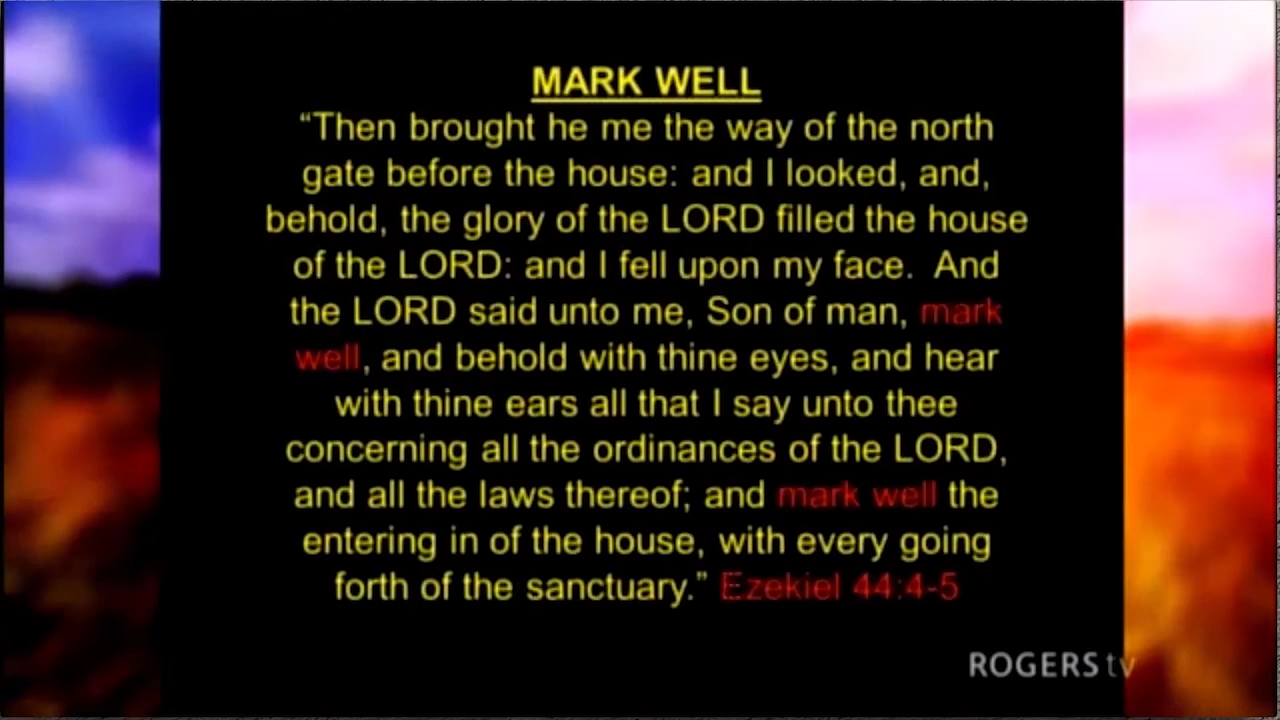 MARK WELL
“Then brought he me the way of the north
gate before the house: and I looked, and,
behold, the glory of the LORD filled the house
of the LORD: and I fell upon my face.  And
the LORD said unto me, Son of man, mark
well, and behold with thine eyes, and hear
with thine ears all that I say unto thee
concerning all the ordinances of the LORD,
and all the laws thereof; and mark well the
entering in of the house, with every going
forth of the sanctuary.” Ezekiel 44:4-5
ROGERS tv